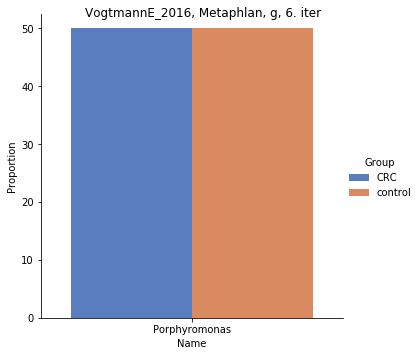 VogtmannE_2016, Metaphlan, g, 6. iter
Proportion
50
40
30
20
10
0
Porphyromonas
Name
Group
CRC
control